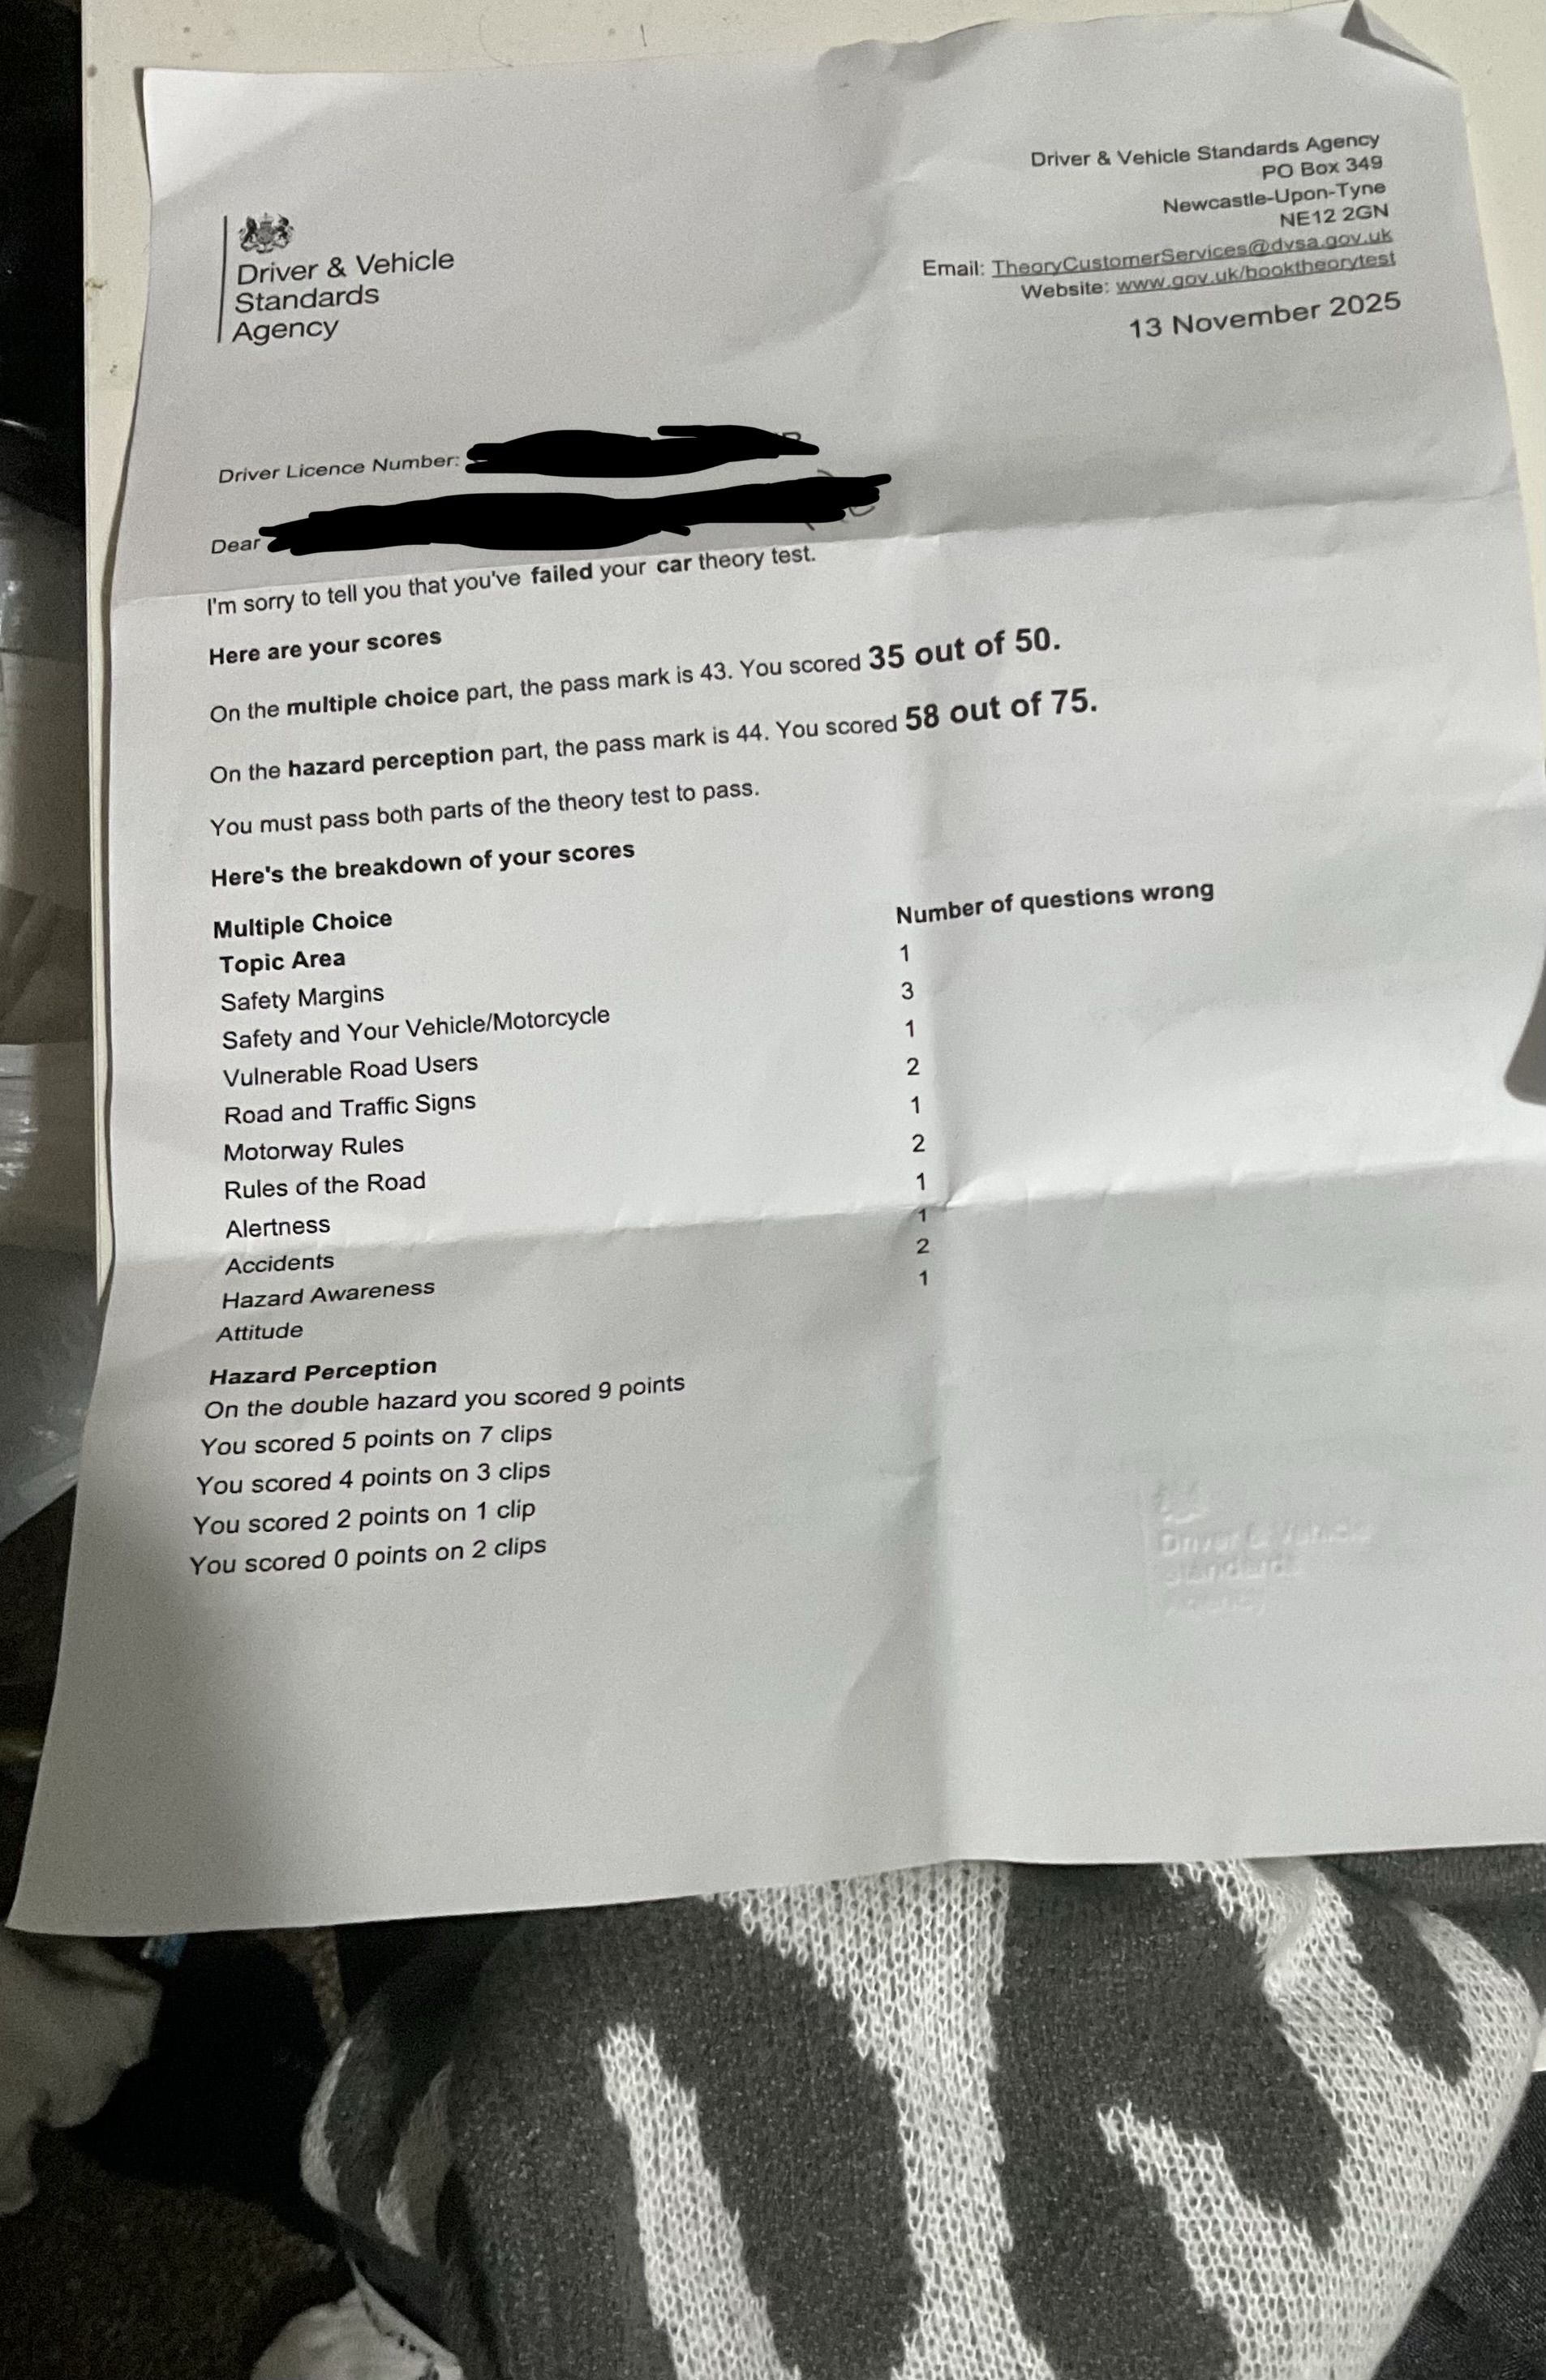 Driver & Vehicle Standards Agency
PO Box 349
Newcastle-Upon-Tyne
NE12 2GN
Email: TheoryCustomerServices@dvsa.gov.uk
Website: www.gov.uk/booktheorytest
13 November 2025
Driver & Vehicle
Standards
Agency
Driver Licence Number:
Dear
I'm sorry to tell you that you've failed your car theory test.
Here are your scores
On the multiple choice part, the pass mark is 43. You scored 35 out of 50.
On the hazard perception part, the pass mark is 44. You scored 58 out of 75.
You must pass both parts of the theory test to pass.
Here's the breakdown of your scores
Multiple Choice
Topic Area Number of questions wrong
Safety Margins 1
Safety and Your Vehicle/Motorcycle 3
Vulnerable Road Users 1
Road and Traffic Signs 2
Motorway Rules 1
Rules of the Road 2
Alertness 1
Accidents 1
Hazard Awareness 2
Attitude 1
Hazard Perception
On the double hazard you scored 9 points
You scored 5 points on 7 clips
You scored 4 points on 3 clips
You scored 2 points on 1 clip
You scored 0 points on 2 clips
Driver & Vehicle
Standards
Agency